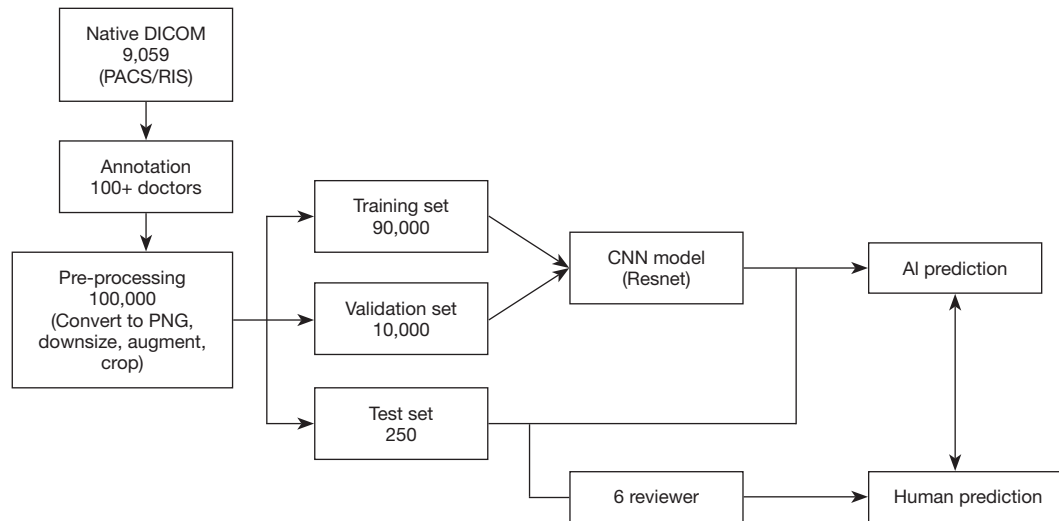 Native DICOM
9,059
(PACS/RIS)
Annotation
100+ doctors
Pre-processing
100,000
(Convert to PNG,
downsize, augment,
crop)
Training set
90,000
Validation set
10,000
Test set
250
CNN model
(Resnet)
6 reviewer
AI prediction
Human prediction